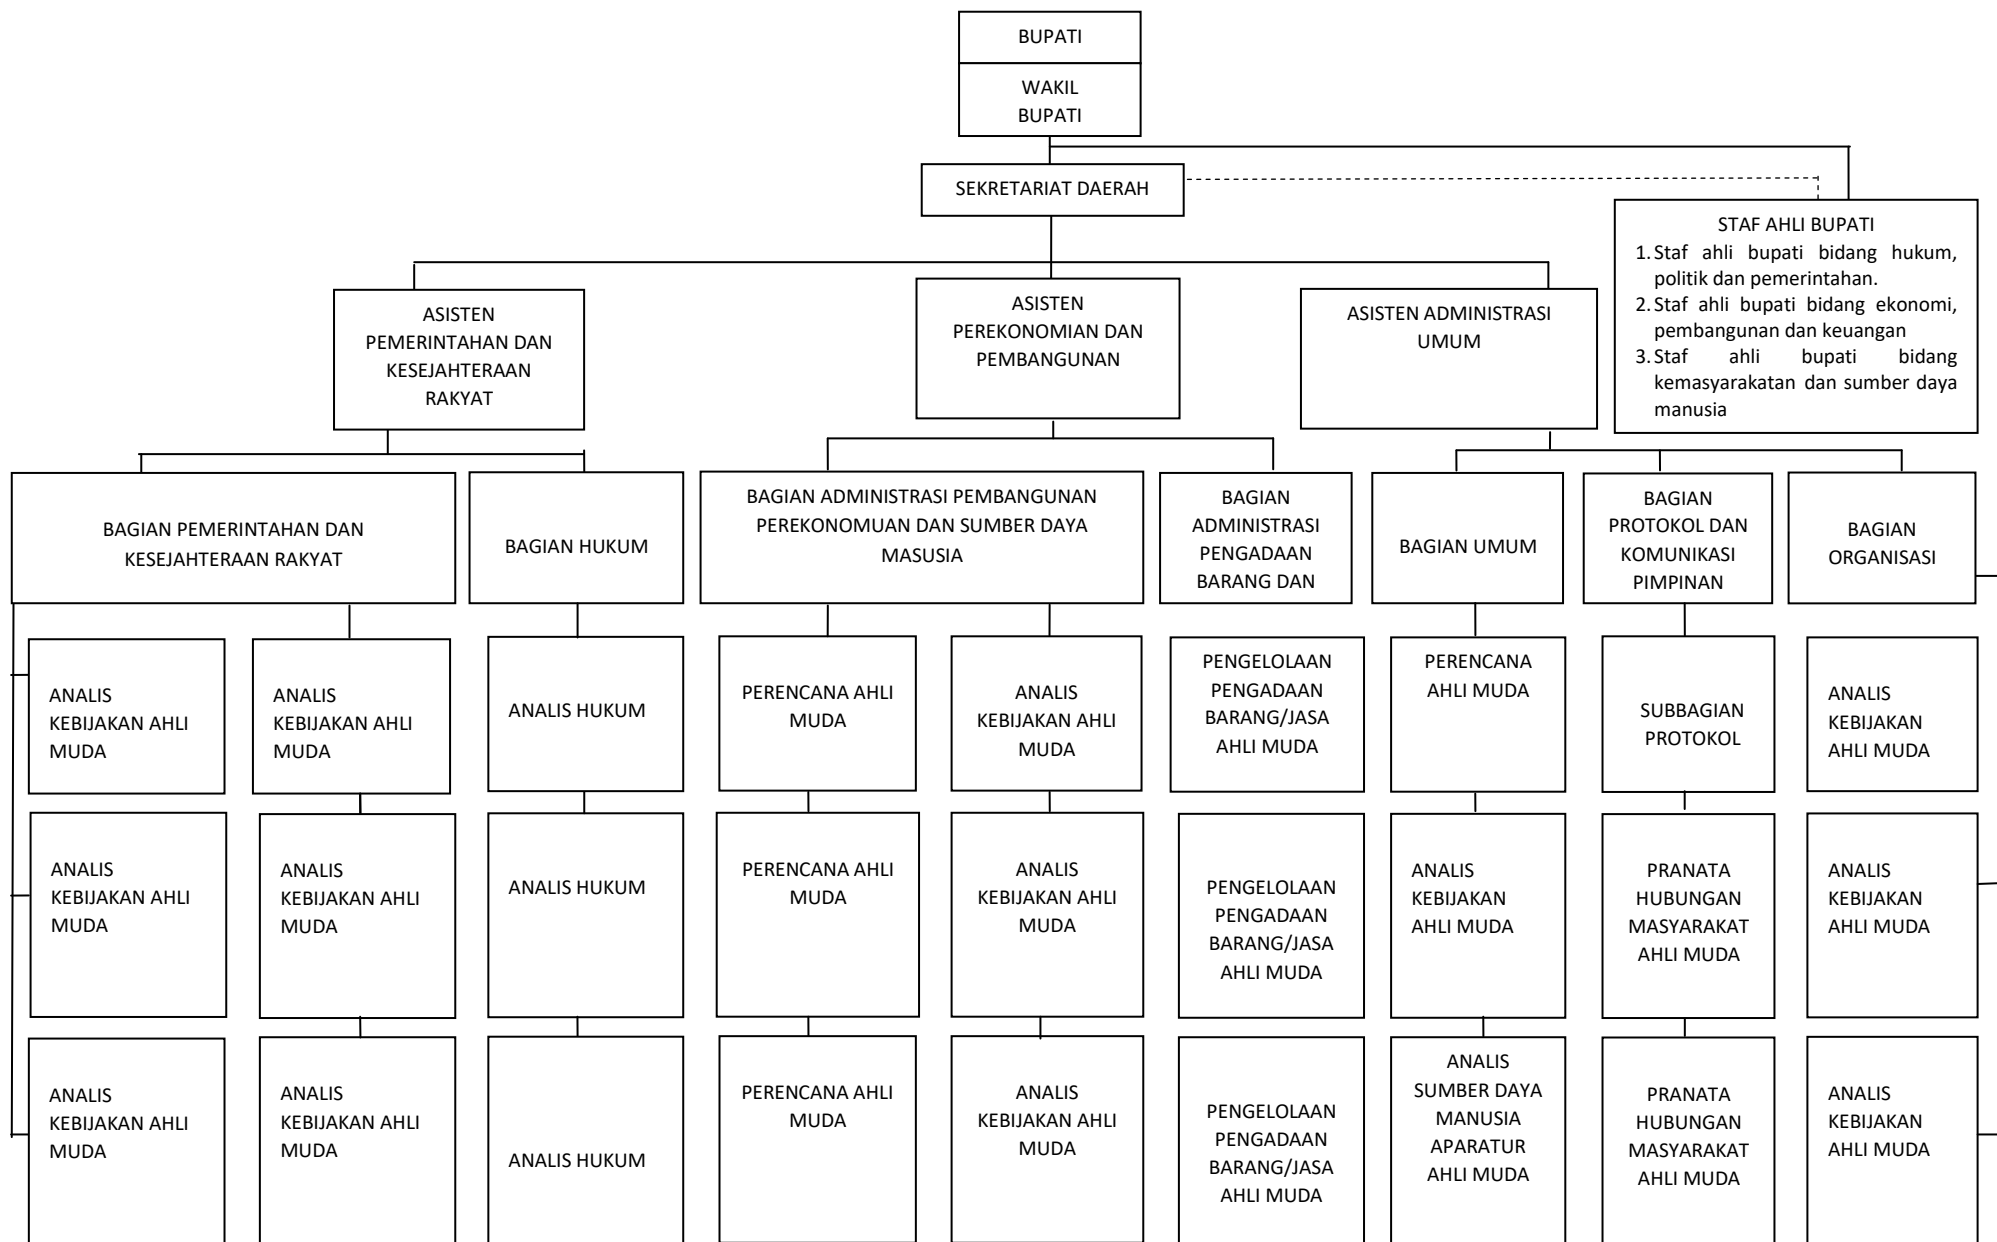 BUPATI
WAKIL
BUPATI
SEKRETARIAT DAERAH
STAF AHLI BUPATI
1. Staf ahli bupati bidang hukum,
politik dan pemerintahan.
2. Staf ahli bupati bidang ekonomi,
pembangunan dan keuangan
3. Staf ahli bupati bidang
kemasyarakatan dan sumber daya
manusia
ASISTEN
PEMERINTAHAN DAN
KESEJAHTERAAN
RAKYAT
ASISTEN
PEREKONOMIAN DAN
PEMBANGUNAN
ASISTEN ADMINISTRASI
UMUM
BAGIAN PEMERINTAHAN DAN
KESEJAHTERAAN RAKYAT
BAGIAN HUKUM
BAGIAN ADMINISTRASI PEMBANGUNAN
PEREKONOMUAN DAN SUMBER DAYA
MASUSIA
BAGIAN
ADMINISTRASI
PENGADAAN
BARANG DAN
BAGIAN UMUM
BAGIAN
PROTOKOL DAN
KOMUNIKASI
PIMPINAN
BAGIAN
ORGANISASI
ANALIS
KEBIJAKAN AHLI
MUDA
ANALIS
KEBIJAKAN AHLI
MUDA
ANALIS HUKUM
PERENCANA AHLI
MUDA
ANALIS
KEBIJAKAN AHLI
MUDA
PENGELOLAAN
PENGADAAN
BARANG/JASA
AHLI MUDA
PERENCANA
AHLI MUDA
SUBBAGIAN
PROTOKOL
ANALIS
KEBIJAKAN
AHLI MUDA
ANALIS
KEBIJAKAN AHLI
MUDA
ANALIS
KEBIJAKAN AHLI
MUDA
ANALIS HUKUM
PERENCANA AHLI
MUDA
ANALIS
KEBIJAKAN AHLI
MUDA
PENGELOLAAN
PENGADAAN
BARANG/JASA
AHLI MUDA
ANALIS
KEBIJAKAN
AHLI MUDA
PRANATA
HUBUNGAN
MASYARAKAT
AHLI MUDA
ANALIS
KEBIJAKAN
AHLI MUDA
ANALIS
KEBIJAKAN AHLI
MUDA
ANALIS
KEBIJAKAN AHLI
MUDA
ANALIS HUKUM
PERENCANA AHLI
MUDA
ANALIS
KEBIJAKAN AHLI
MUDA
PENGELOLAAN
PENGADAAN
BARANG/JASA
AHLI MUDA
ANALIS
SUMBER DAYA
MANUSIA
APARATUR
AHLI MUDA
PRANATA
HUBUNGAN
MASYARAKAT
AHLI MUDA
ANALIS
KEBIJAKAN
AHLI MUDA